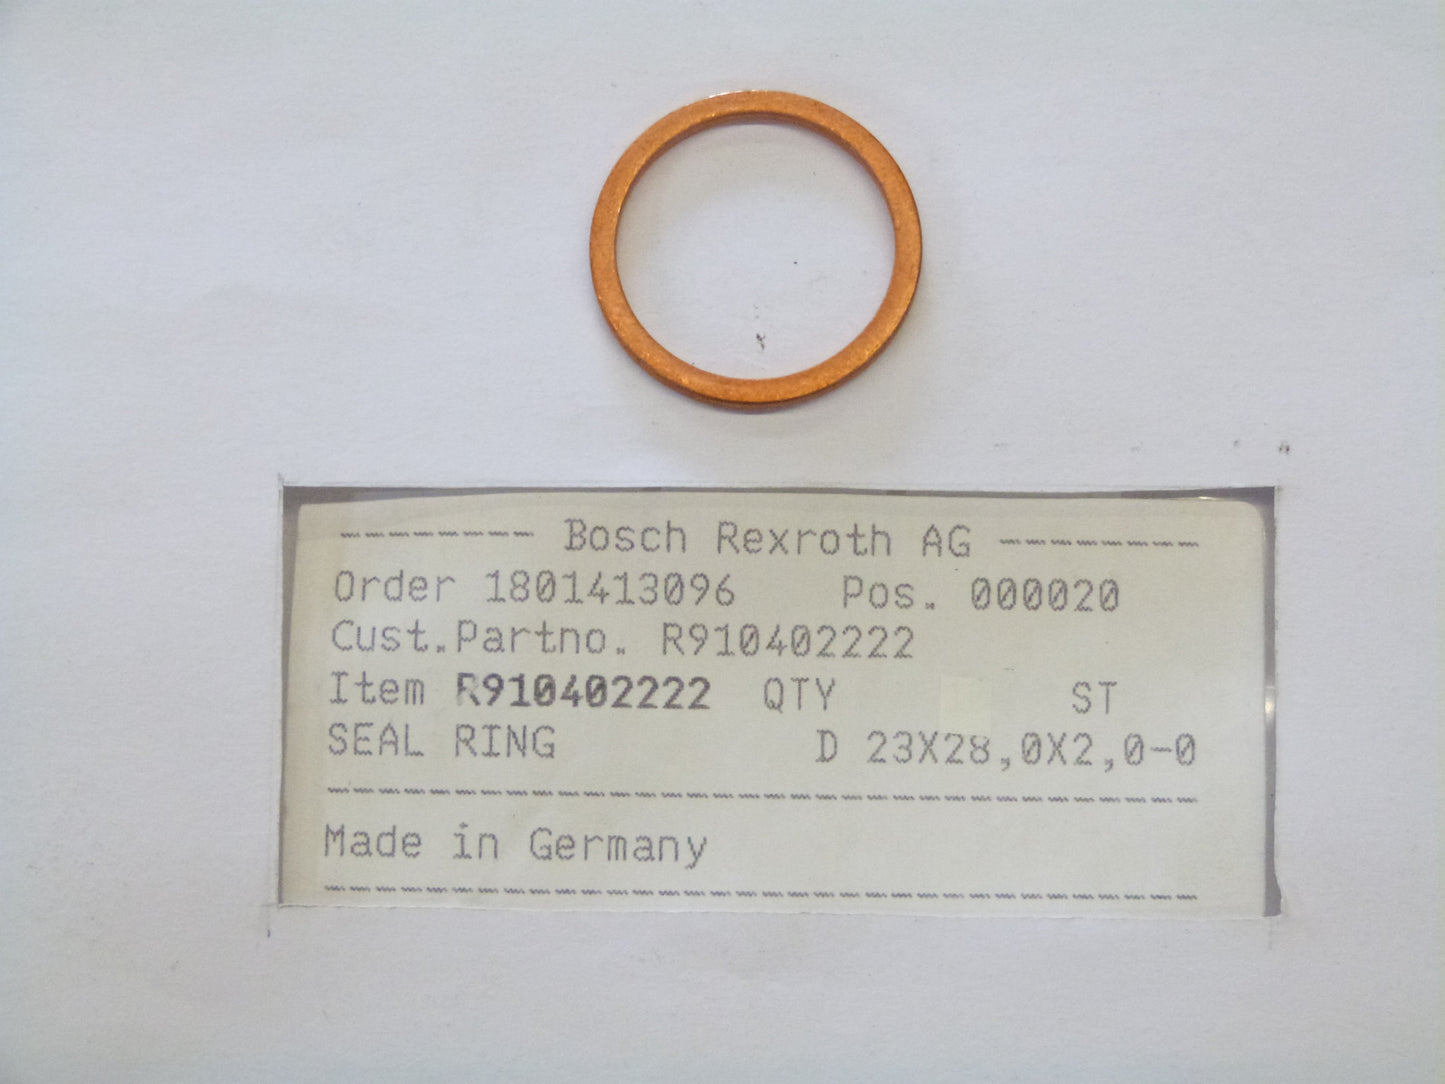 -------- Bosch Rexroth AG --------
Order 1801413096 Pos. 000020
Cust.Partno. R910402222
Item R910402222 QTY ST
SEAL RING D 23X28,0X2,0-0
Made in Germany